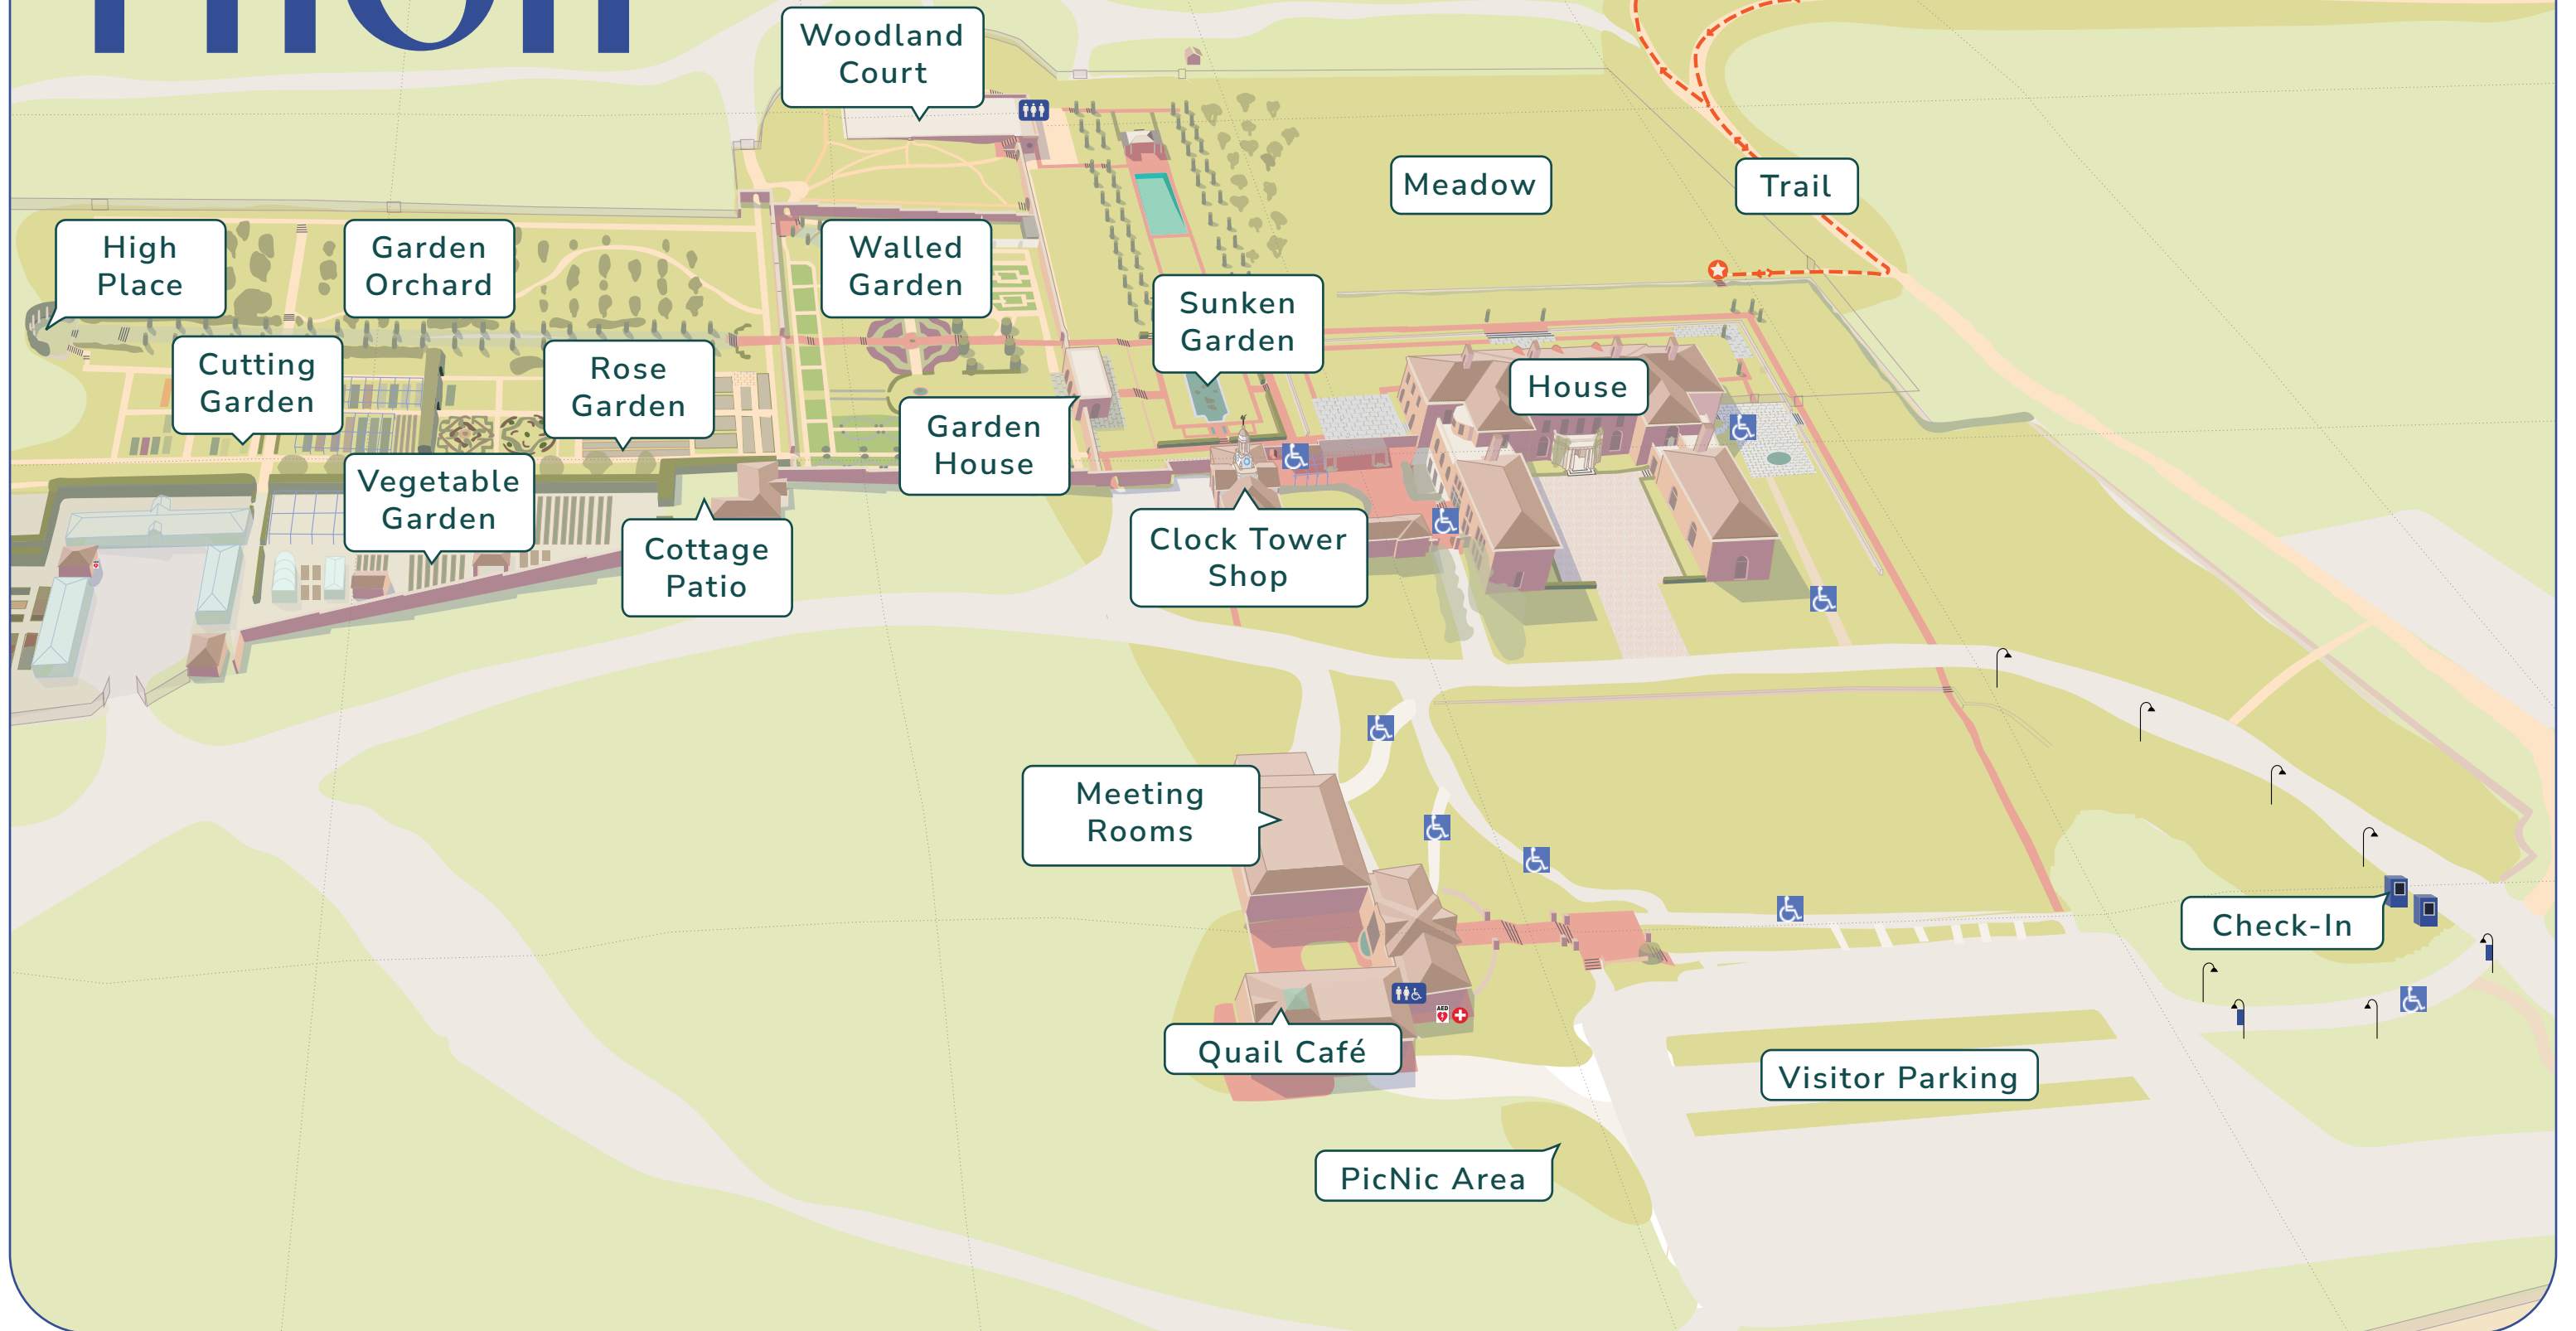 Woodland
Court
Meadow
Trail
High
Place
Garden
Orchard
Walled
Garden
Sunken
Garden
Cutting
Garden
Rose
Garden
House
Garden
House
Vegetable
Garden
Cottage
Patio
Clock Tower
Shop
Meeting
Rooms
Check-In
AED
Quail Café
Visitor Parking
PicNic Area